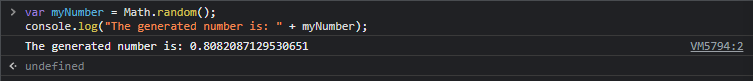 var myNumber = Math.random();
console.log("The generated number is: " + myNumber);
The generated number is: 0.8082087129530651 VM5794:2
undefined